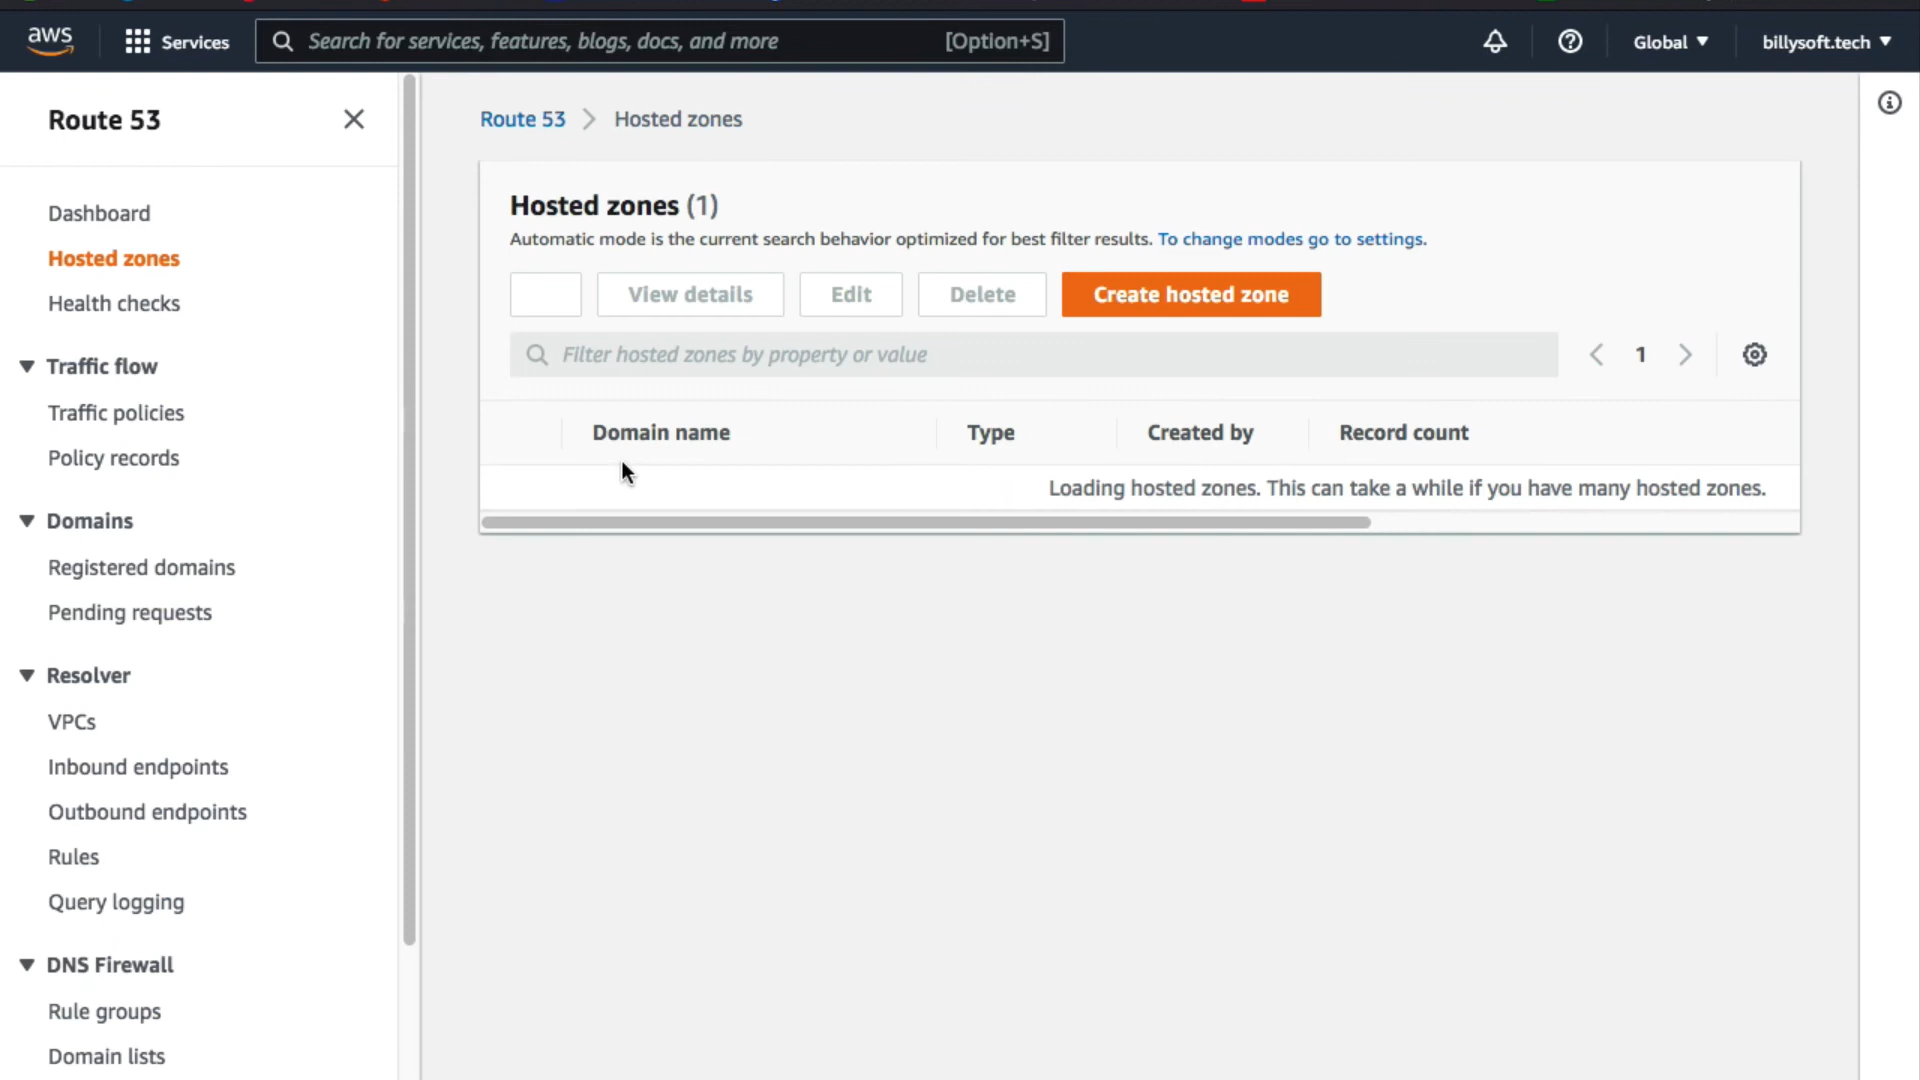 aws
Services
Search for services, features, blogs, docs, and more [Option+S]
Global
billysoft.tech
Route 53
Dashboard
Hosted zones
Health checks
Traffic flow
Traffic policies
Policy records
Domains
Registered domains
Pending requests
Resolver
VPCs
Inbound endpoints
Outbound endpoints
Rules
Query logging
DNS Firewall
Rule groups
Domain lists
Route 53 > Hosted zones
Hosted zones (1)
Automatic mode is the current search behavior optimized for best filter results. To change modes go to settings.
View details Edit Delete Create hosted zone
Filter hosted zones by property or value
1
Domain name Type Created by Record count
Loading hosted zones. This can take a while if you have many hosted zones.